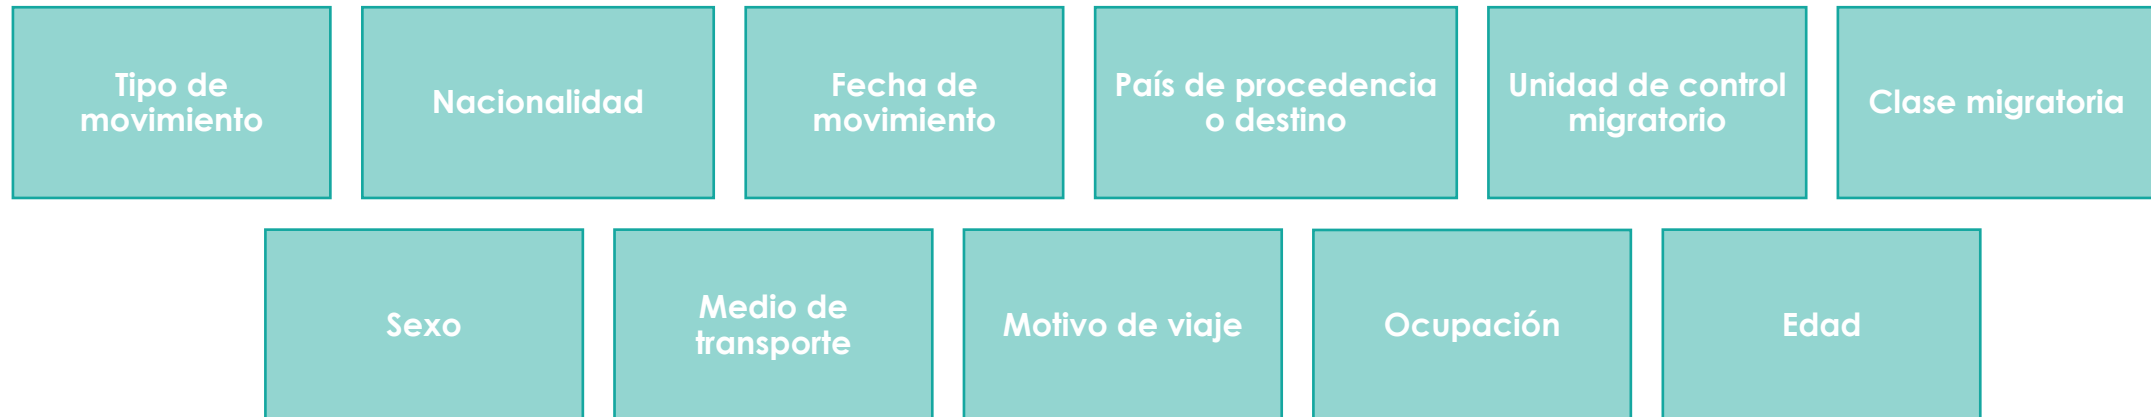 Tipo de
movimiento
Nacionalidad
Fecha de
movimiento
País de procedencia
o destino
Unidad de control
migratorio
Clase migratoria
Sexo
Medio de
transporte
Motivo de viaje
Ocupación
Edad